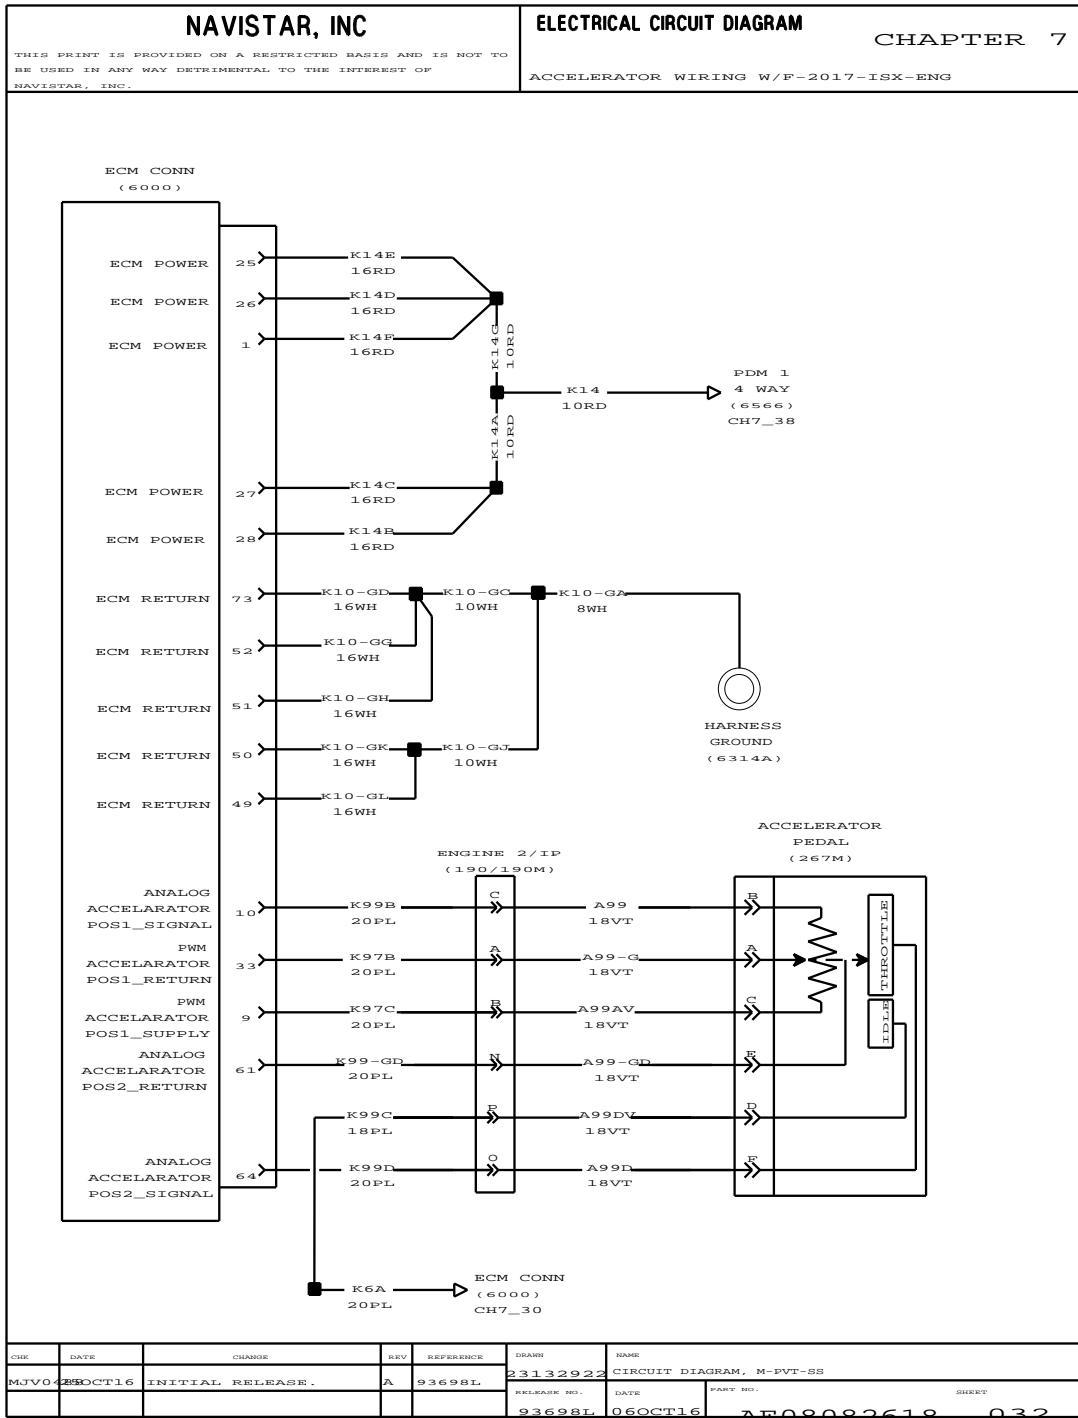 NAVISTAR, INC
THIS PRINT IS PROVIDED ON A RESTRICTED BASIS AND IS NOT TO
BE USED IN ANY WAY DETRIMENTAL TO THE INTEREST OF
NAVISTAR, INC.
ELECTRICAL CIRCUIT DIAGRAM
CHAPTER 7
ACCELERATOR WIRING W/F-2017-ISX-ENG
ECM CONN
(6000)
ECM POWER 25 K14E
16RD
ECM POWER 26 K14D
16RD
ECM POWER 1 K14F
16RD
K14G
10RD
K14 
10RD
PDM 1
4 WAY
(6566)
CH7_38
K14A
10RD
ECM POWER 27 K14C
16RD
ECM POWER 28 K14B
16RD
ECM RETURN 73 K10-GD K10-GC K10-GA
16WH 10WH 8WH
ECM RETURN 52 K10-GG
16WH
ECM RETURN 51 K10-GH
16WH
HARNESS
GROUND
(6314A)
ECM RETURN 50 K10-GK K10-GJ
16WH 10WH
ECM RETURN 49 K10-GL
16WH
ENGINE 2/IP
(190/190M)
ACCELERATOR
PEDAL
(267M)
ANALOG
ACCELARATOR
POS1_SIGNAL
10 K99B C A99 B
20PL 18VT
PWM
ACCELARATOR
POS1_RETURN
33 K97B A A99-G A
20PL 18VT
PWM
ACCELARATOR
POS1_SUPPLY
9 K97C B A99AV C
20PL 18VT
ANALOG
ACCELARATOR
POS2_RETURN
61 K99-GD N A99-GD E
20PL 18VT
K99C P A99DV D
18PL 18VT
ANALOG
ACCELARATOR
POS2_SIGNAL
64 K99D O A99D F
20PL 18VT
THROTTLE
IDLE
K6A
20PL
ECM CONN
(6000)
CH7_30
CHK DATE CHANGE REV REFERENCE
INITIAL RELEASE. A 93698L
DRAWN
23132922
NAME
CIRCUIT DIAGRAM, M-PVT-SS
RELEASE NO.
93698L
DATE
06OCT16
PART NO.
AE08082618
SHEET
032